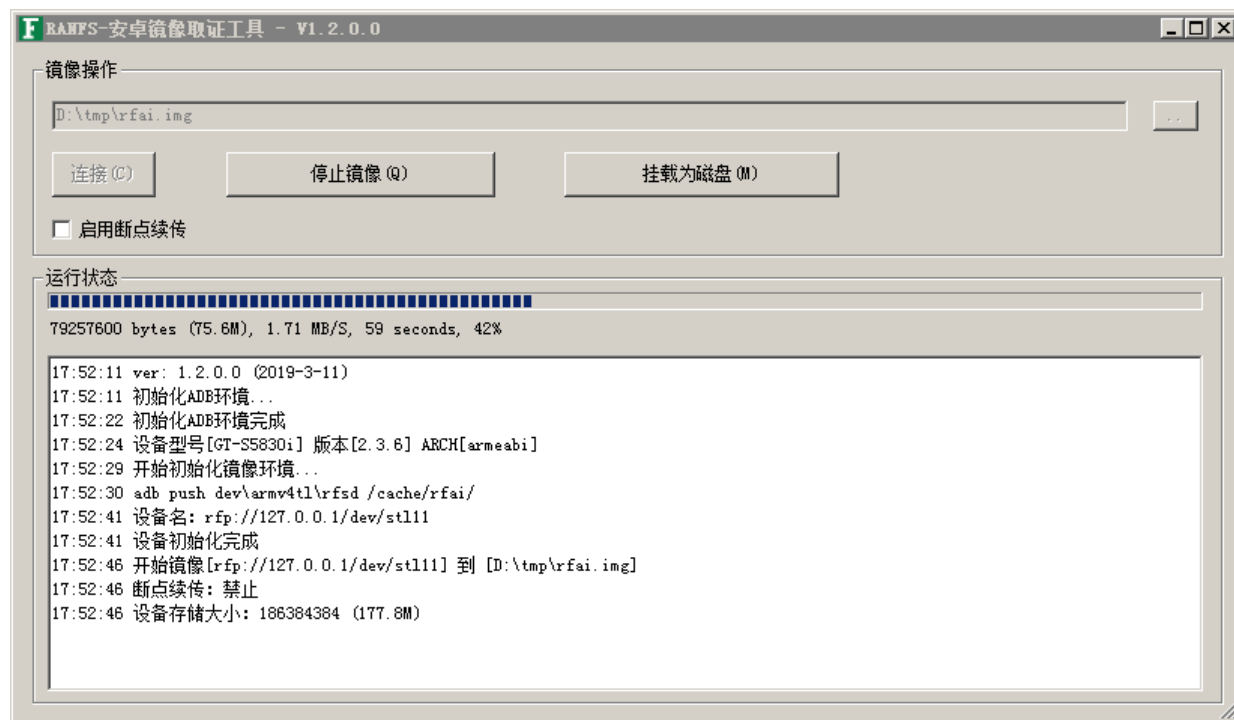 F RANFS-安卓镜像取证工具 - V1.2.0.0
镜像操作
D:\tmp\rfai.img
..
连接(C)
停止镜像(Q)
挂载为磁盘(M)
启用断点续传
运行状态
79257600 bytes (75.6M), 1.71 MB/S, 59 seconds, 42%
17:52:11 ver: 1.2.0.0 (2019-3-11)
17:52:11 初始化ADB环境...
17:52:22 初始化ADB环境完成
17:52:24 设备型号[GT-S5830i] 版本[2.3.6] ARCH[armeabi]
17:52:29 开始初始化镜像环境...
17:52:30 adb push dev\armv4tl\rfsd /cache/rfai/
17:52:41 设备名: rfp://127.0.0.1/dev/stl11
17:52:41 设备初始化完成
17:52:46 开始镜像[rfp://127.0.0.1/dev/stl11] 到 [D:\tmp\rfai.img]
17:52:46 断点续传: 禁止
17:52:46 设备存储大小: 186384384 (177.8M)